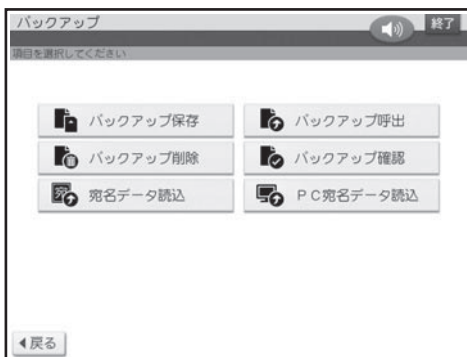 バックアップ
終了
項目を選択してください
バックアップ保存
バックアップ呼出
バックアップ削除
バックアップ確認
宛名データ読込
ＰＣ宛名データ読込
戻る